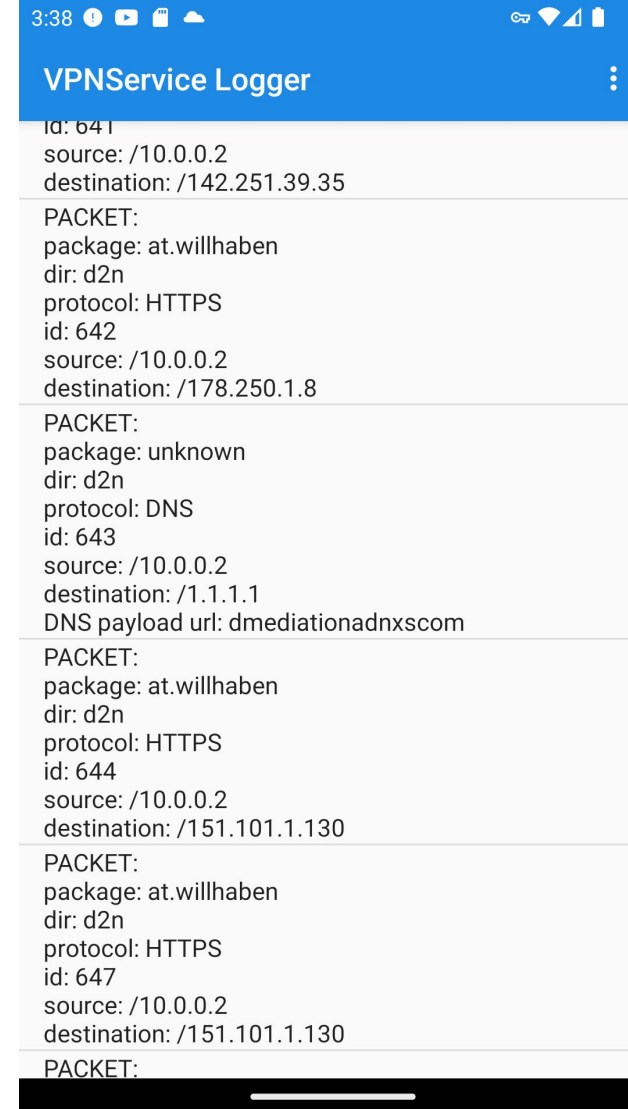 3:38
VPNService Logger
id: 641
source: /10.0.0.2
destination: /142.251.39.35
PACKET:
package: at.willhaben
dir: d2n
protocol: HTTPS
id: 642
source: /10.0.0.2
destination: /178.250.1.8
PACKET:
package: unknown
dir: d2n
protocol: DNS
id: 643
source: /10.0.0.2
destination: /1.1.1.1
DNS payload url: dmediationadnxscom
PACKET:
package: at.willhaben
dir: d2n
protocol: HTTPS
id: 644
source: /10.0.0.2
destination: /151.101.1.130
PACKET:
package: at.willhaben
dir: d2n
protocol: HTTPS
id: 647
source: /10.0.0.2
destination: /151.101.1.130
PACKET: